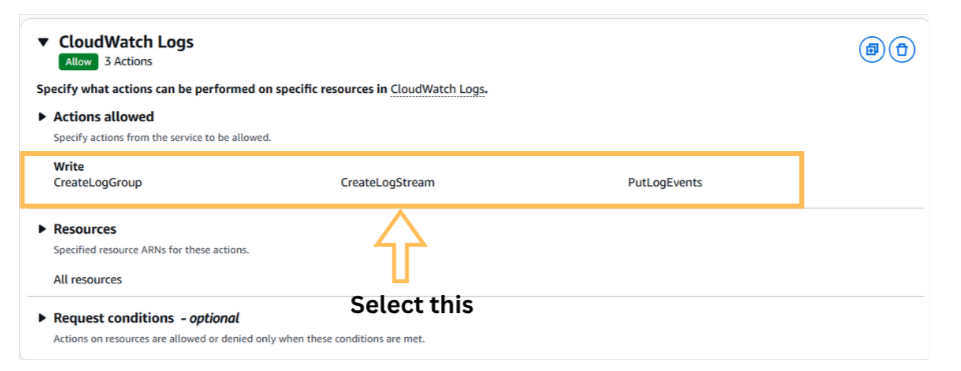 CloudWatch Logs
Allow 3 Actions
Specify what actions can be performed on specific resources in CloudWatch Logs.
Actions allowed
Specify actions from the service to be allowed.
Write
CreateLogGroup CreateLogStream PutLogEvents
Resources
Specified resource ARNs for these actions.
All resources
Select this
Request conditions - optional
Actions on resources are allowed or denied only when these conditions are met.